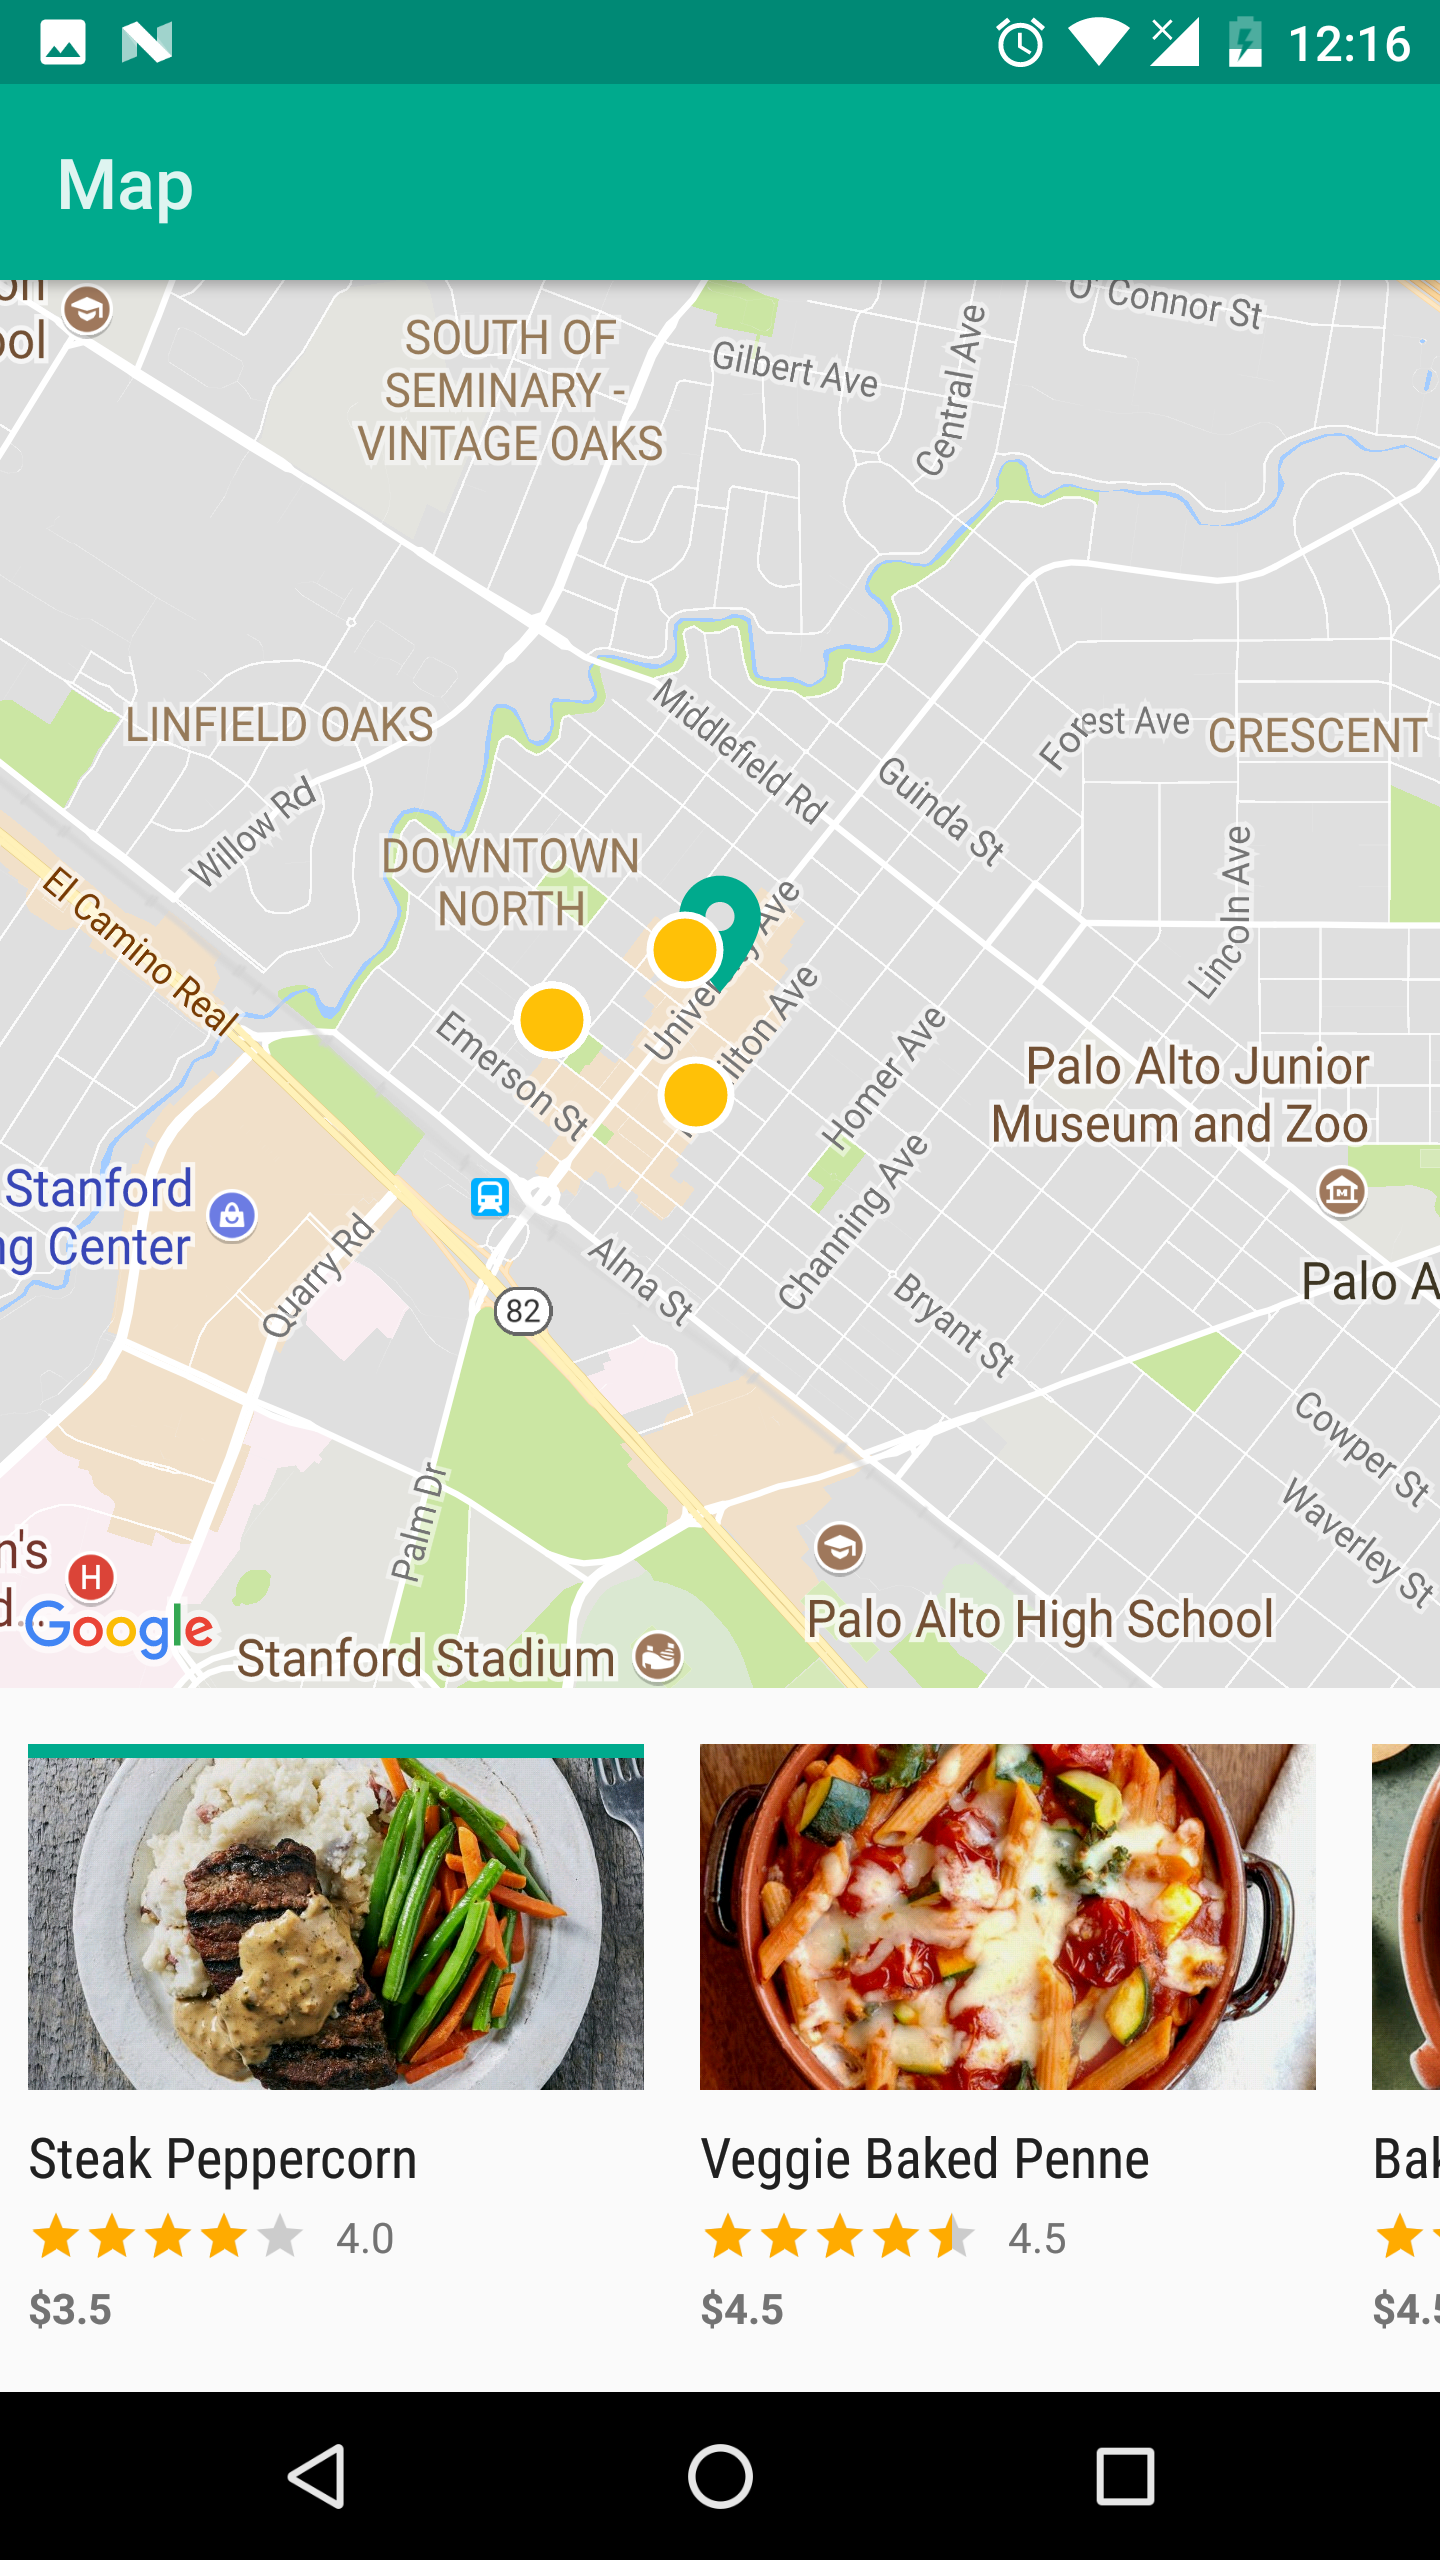 12:16
Map
on
ool
O' Connor St
SOUTH OF
SEMINARY -
VINTAGE OAKS
Gilbert Ave
Central Ave
LINFIELD OAKS
Middlefield Rd
Forest Ave
CRESCENT
Willow Rd
Guinda St
DOWNTOWN
NORTH
El Camino Real
Lincoln Ave
University Ave
Emerson St
ilton Ave
Homer Ave
Palo Alto Junior
Museum and Zoo
Stanford
ng Center
Quarry Rd
82
Alma St
Channing Ave
Bryant St
Palo A
Cowper St
Waverley St
Palm Dr
n's
H
d...
Google
Palo Alto High School
Stanford Stadium
Steak Peppercorn
4.0
$3.5
Veggie Baked Penne
4.5
$4.5
Bak
$4.5